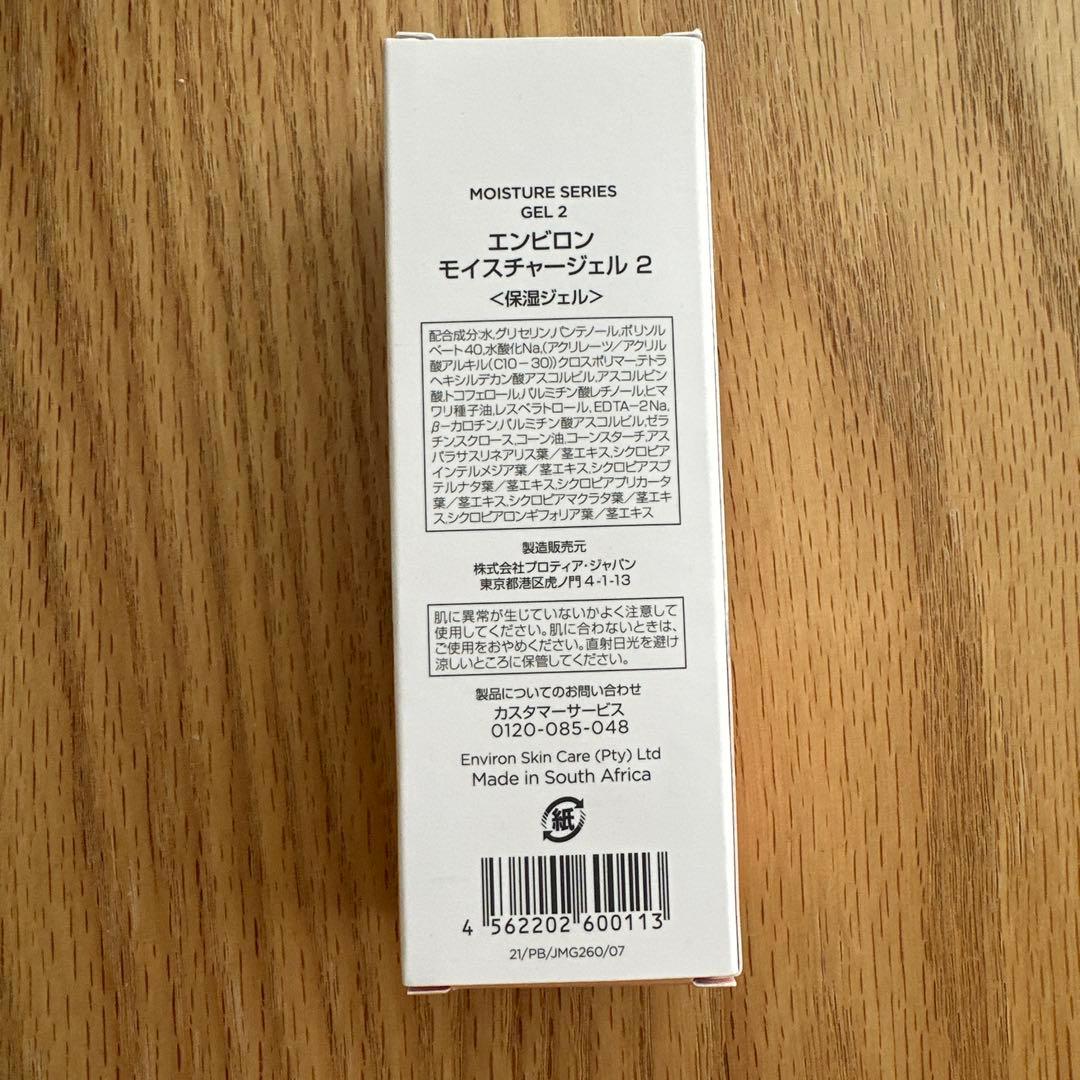 MOISTURE SERIES
GEL 2
エンビロン
モイスチャージェル 2
<保湿ジェル>
配合成分:水,グリセリン,パンテノール,ポリソル
ベート40,水酸化Na,(アクリレーツ/アクリル
酸アルキル(C10-30))クロスポリマー,テトラ
ヘキシルデカン酸アスコルビル,アスコルビン
酸,トコフェロール,パルミチン酸レチノール,ヒマ
ワリ種子油,レスベラトロール,EDTA-2Na,
β-カロチン,パルミチン酸アスコルビル,ゼラ
チン,スクロース,コーン油,コーンスターチ,アス
パラサスリネアリス葉/茎エキス,シクロピア
インテルメジア葉/茎エキス,シクロピアスブ
テルナタ葉/茎エキス,シクロピアプリカータ
葉/茎エキス,シクロピアマクラタ葉/茎エキ
ス,シクロピアロンギフォリア葉/茎エキス
製造販売元
株式会社プロティア・ジャパン
東京都港区虎ノ門 4-1-13
肌に異常が生じていないかよく注意して
使用してください。肌に合わないときは、
ご使用をおやめください。直射日光を避け
涼しいところに保管してください。
製品についてのお問い合わせ
カスタマーサービス
0120-085-048
Environ Skin Care (Pty) Ltd
Made in South Africa
紙
4 562202 600113
21/PB/JMG260/07